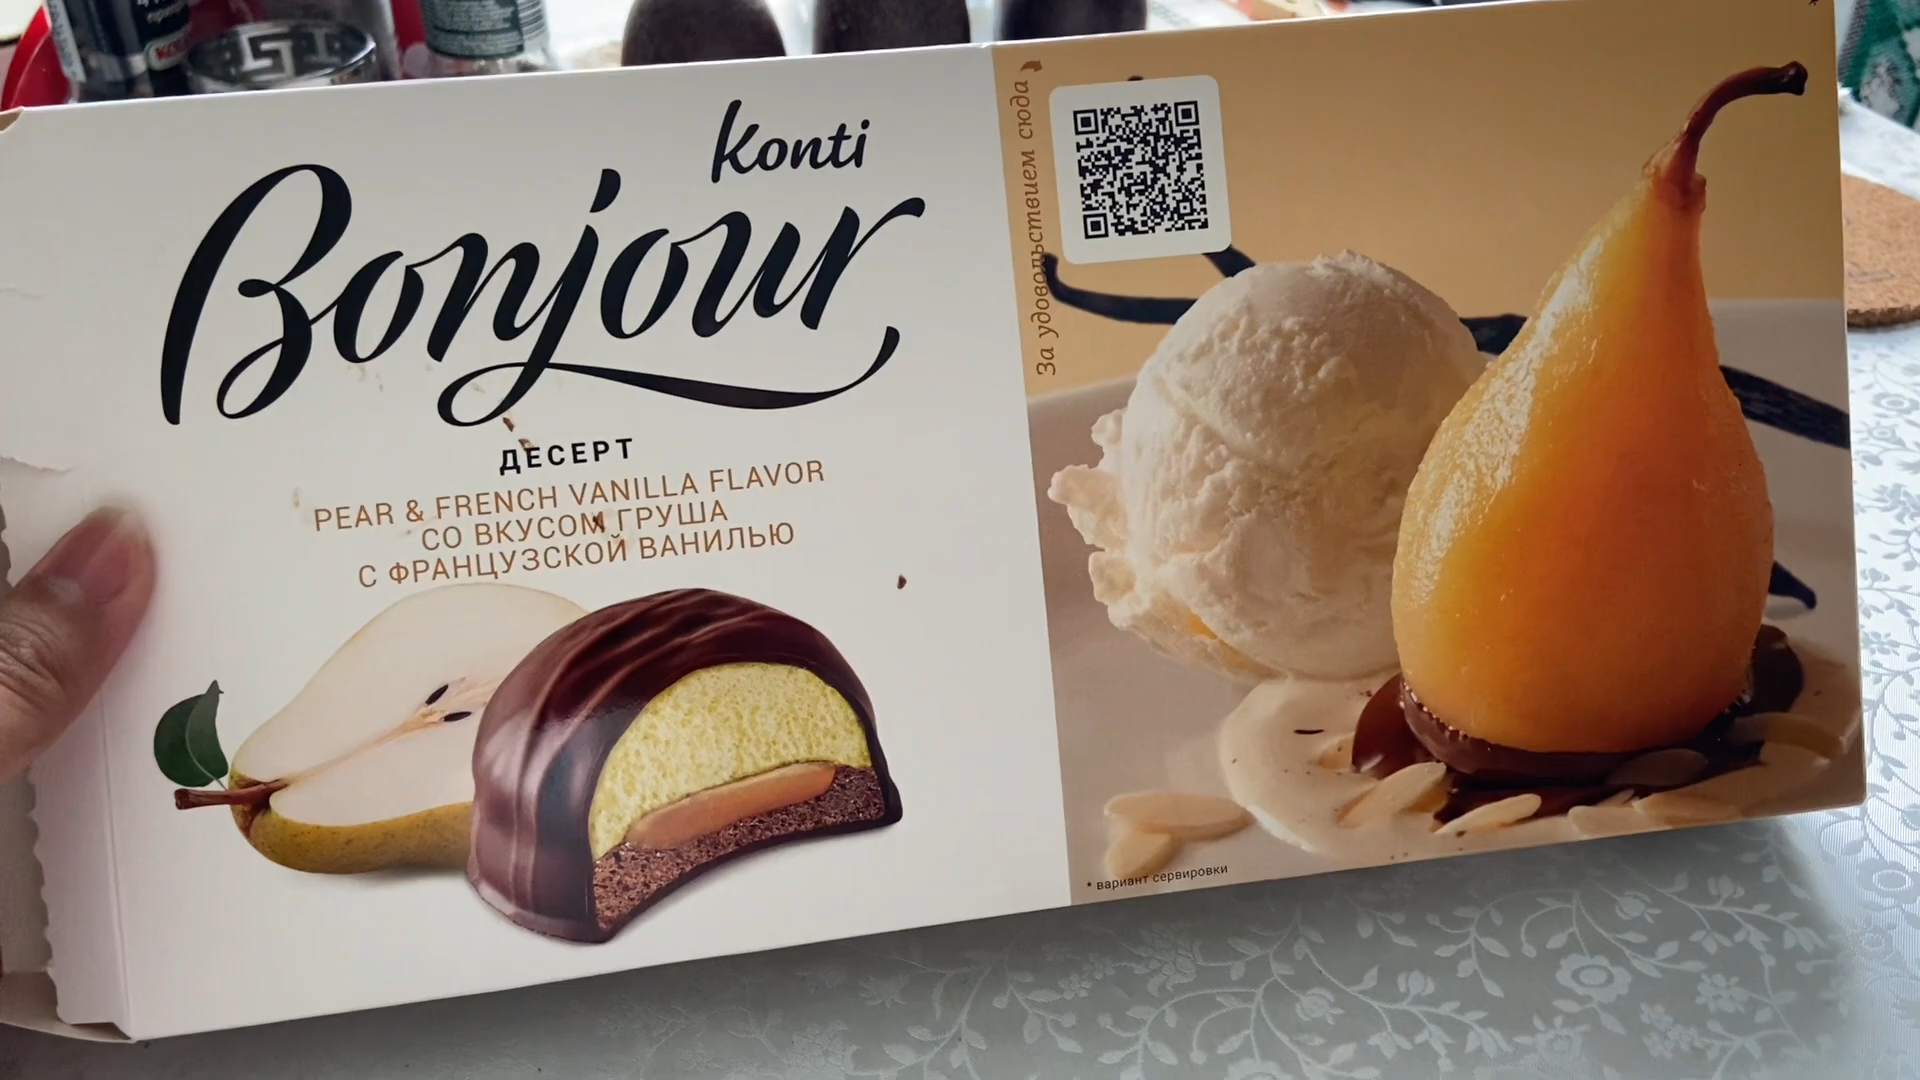 Konti
Bonjour
ДЕСЕРТ
PEAR & FRENCH VANILLA FLAVOR
СО ВКУСОМ ГРУША
С ФРАНЦУЗСКОЙ ВАНИЛЬЮ
За удовольствием сюда
* вариант сервировки